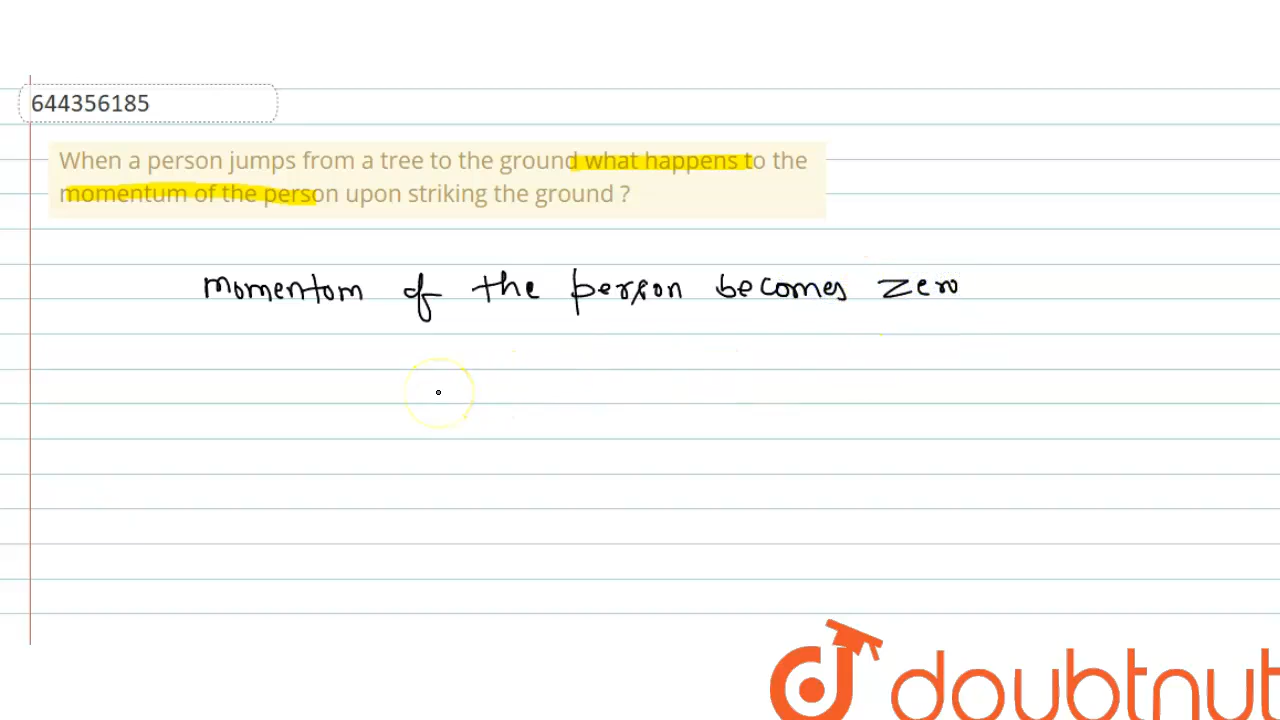 644356185
When a person jumps from a tree to the ground what happens to the
momentum of the person upon striking the ground ?
momentom of the person becomes zero
doubtnut